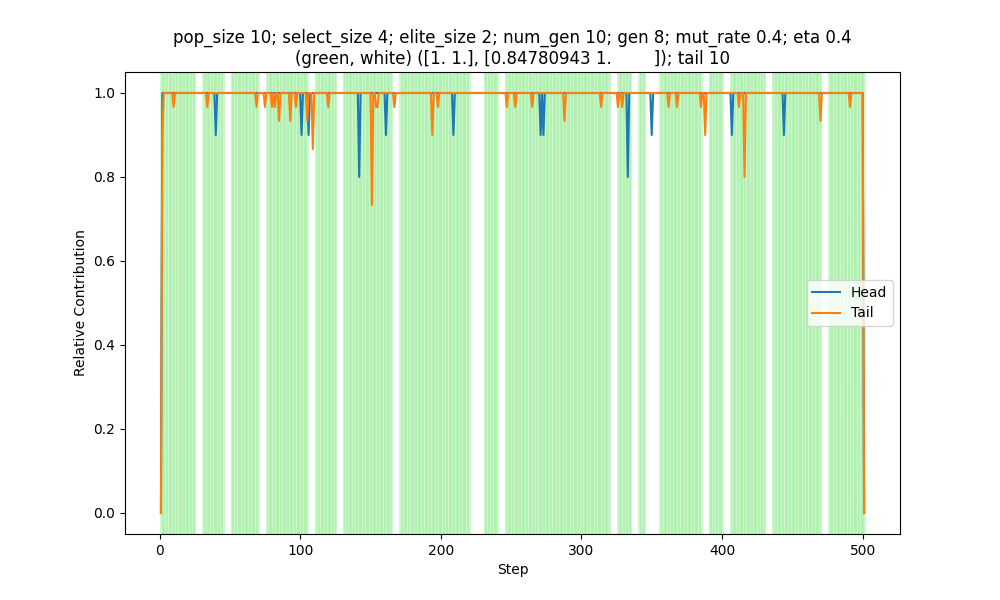 pop_size 10; select_size 4; elite_size 2; num_gen 10; gen 8; mut_rate 0.4; eta 0.4
(green, white) ([1. 1.], [0.84780943 1.         ]); tail 10
1.0
0.8
0.6
0.4
0.2
0.0
Relative Contribution
Head
Tail
0 100 200 300 400 500
Step